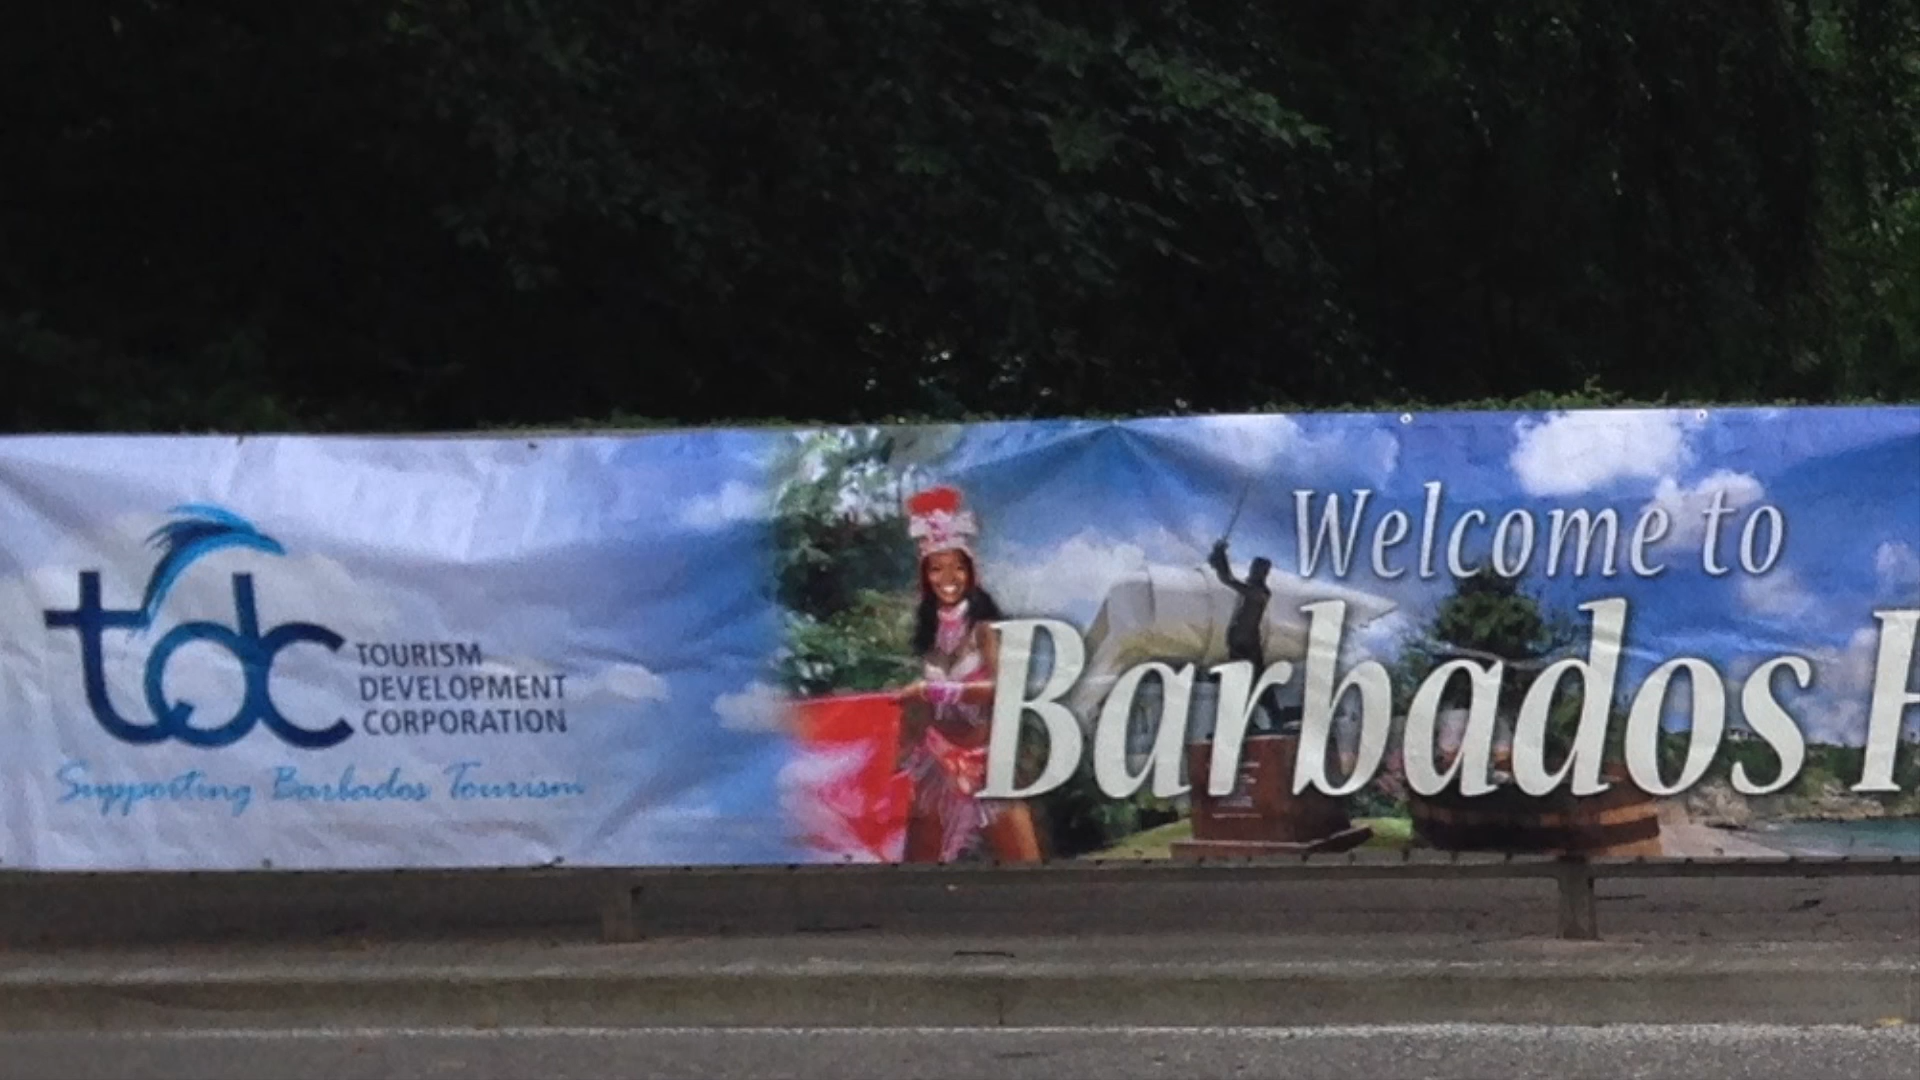 tdc
TOURISM
DEVELOPMENT
CORPORATION
Supporting Barbados Tourism
Welcome to
Barbados